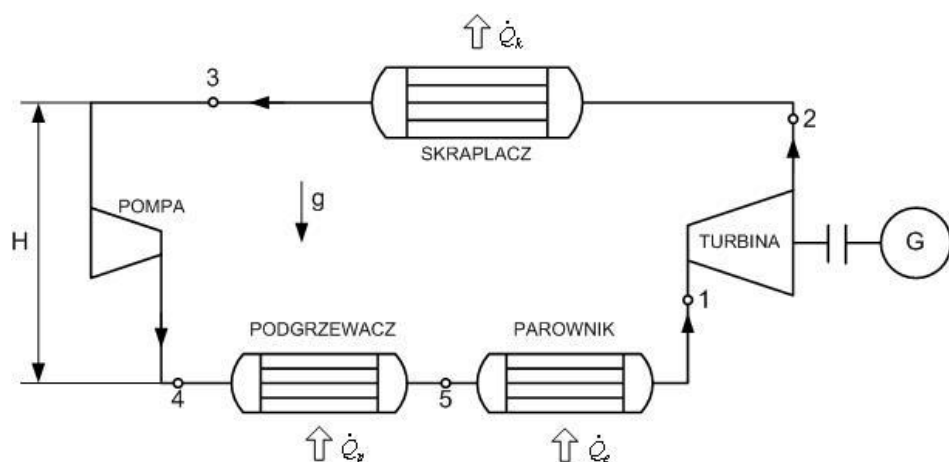 Q̇k
3
2
SKRAPLACZ
POMPA
g
H
TURBINA
G
1
PODGRZEWACZ
PAROWNIK
4
5
Q̇p
Q̇e